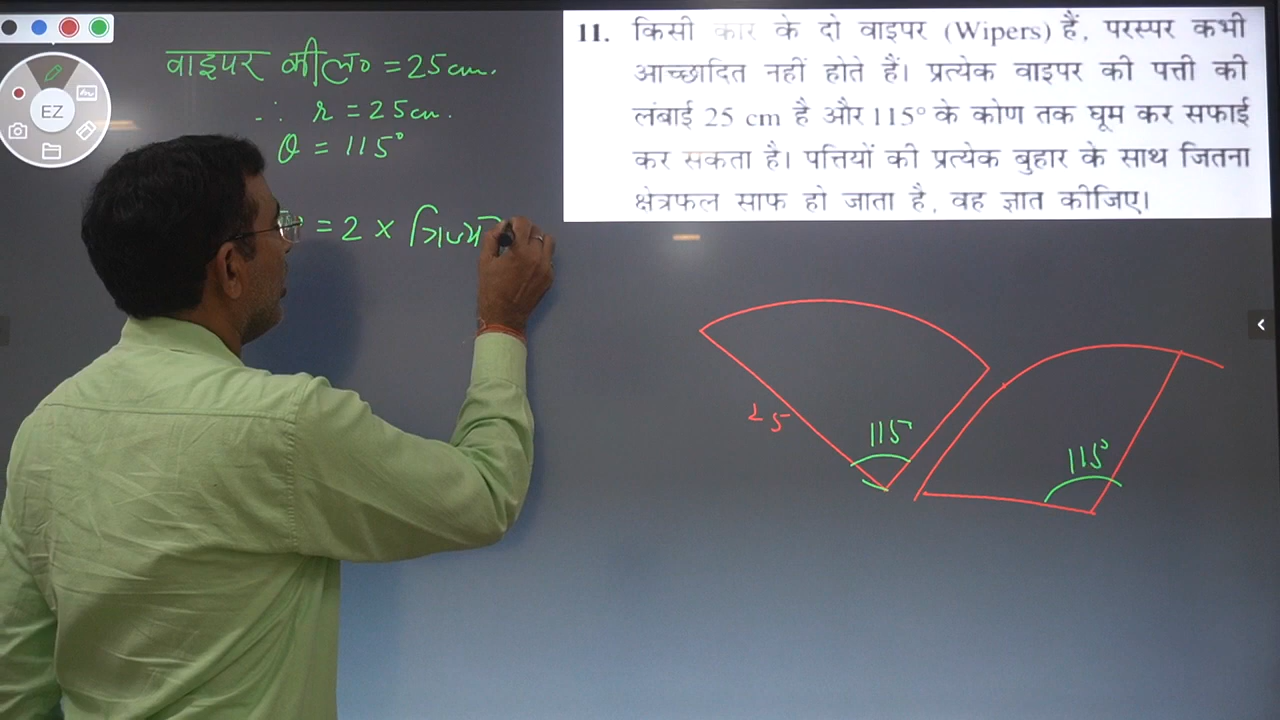 EZ
वाइपर की ल० = 25 cm.
∴ r = 25 cm.
θ = 115°
= 2 ×
11. किसी कार के दो वाइपर (Wipers) हैं, परस्पर कभी
आच्छादित नहीं होते हैं। प्रत्येक वाइपर की पत्ती की
लंबाई 25 cm है और 115° के कोण तक घूम कर सफाई
कर सकता है। पत्तियों की प्रत्येक बुहार के साथ जितना
क्षेत्रफल साफ हो जाता है, वह ज्ञात कीजिए।
25
115
115°